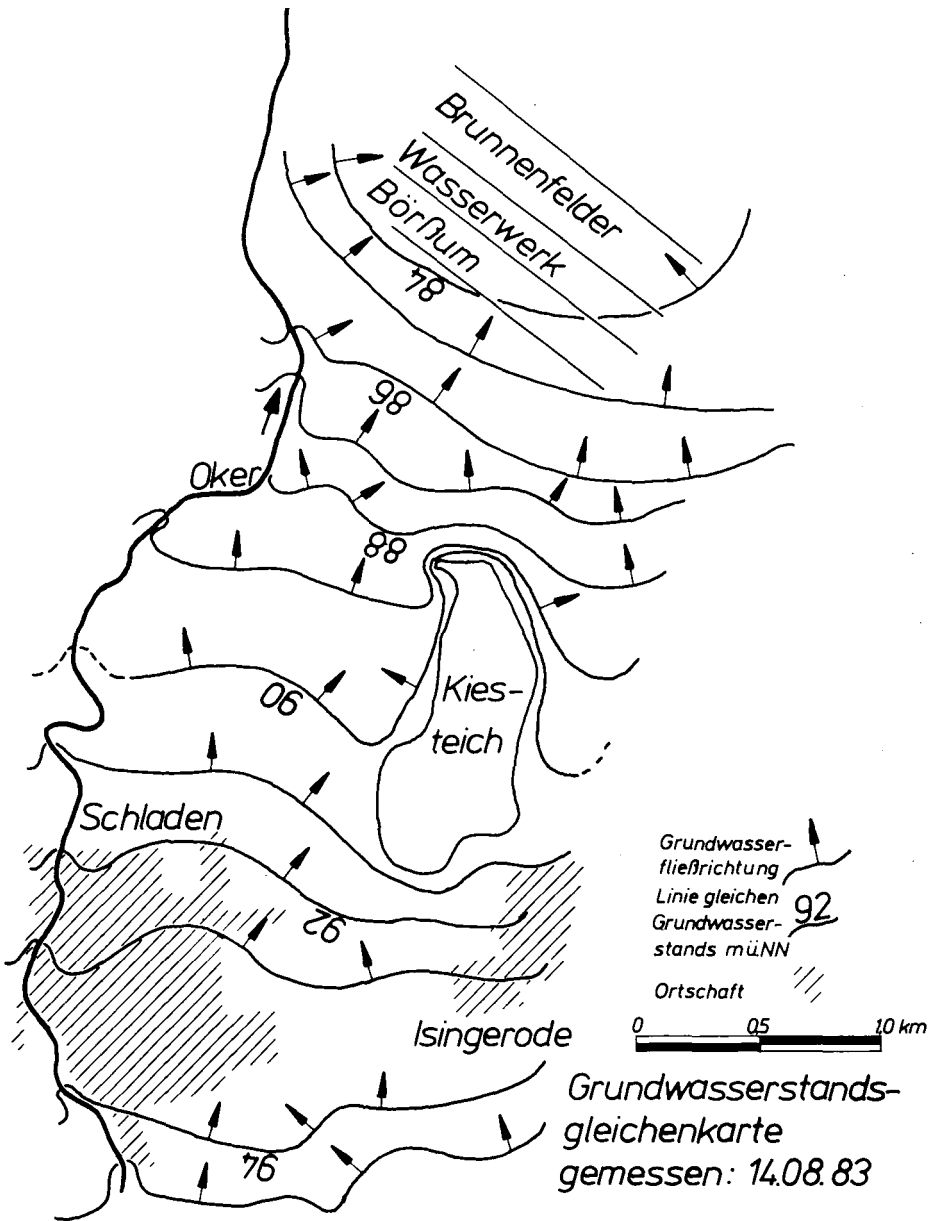 Brunnenfelder
Wasserwerk
Börßum
84
86
Oker
88
90
Kies-
teich
Schladen
92
Isingerode
94
Grundwasser-
fließrichtung
Linie gleichen
Grundwasser-
stands müNN
92
Ortschaft
0 0,5 1,0 km
Grundwasserstands-
gleichenkarte
gemessen: 14.08.83